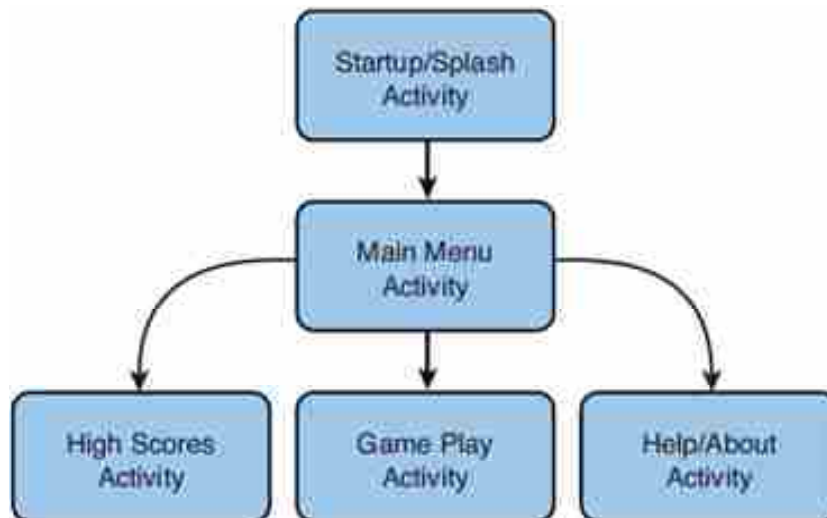 Startup/Splash
Activity
Main Menu
Activity
High Scores
Activity
Game Play
Activity
Help/About
Activity